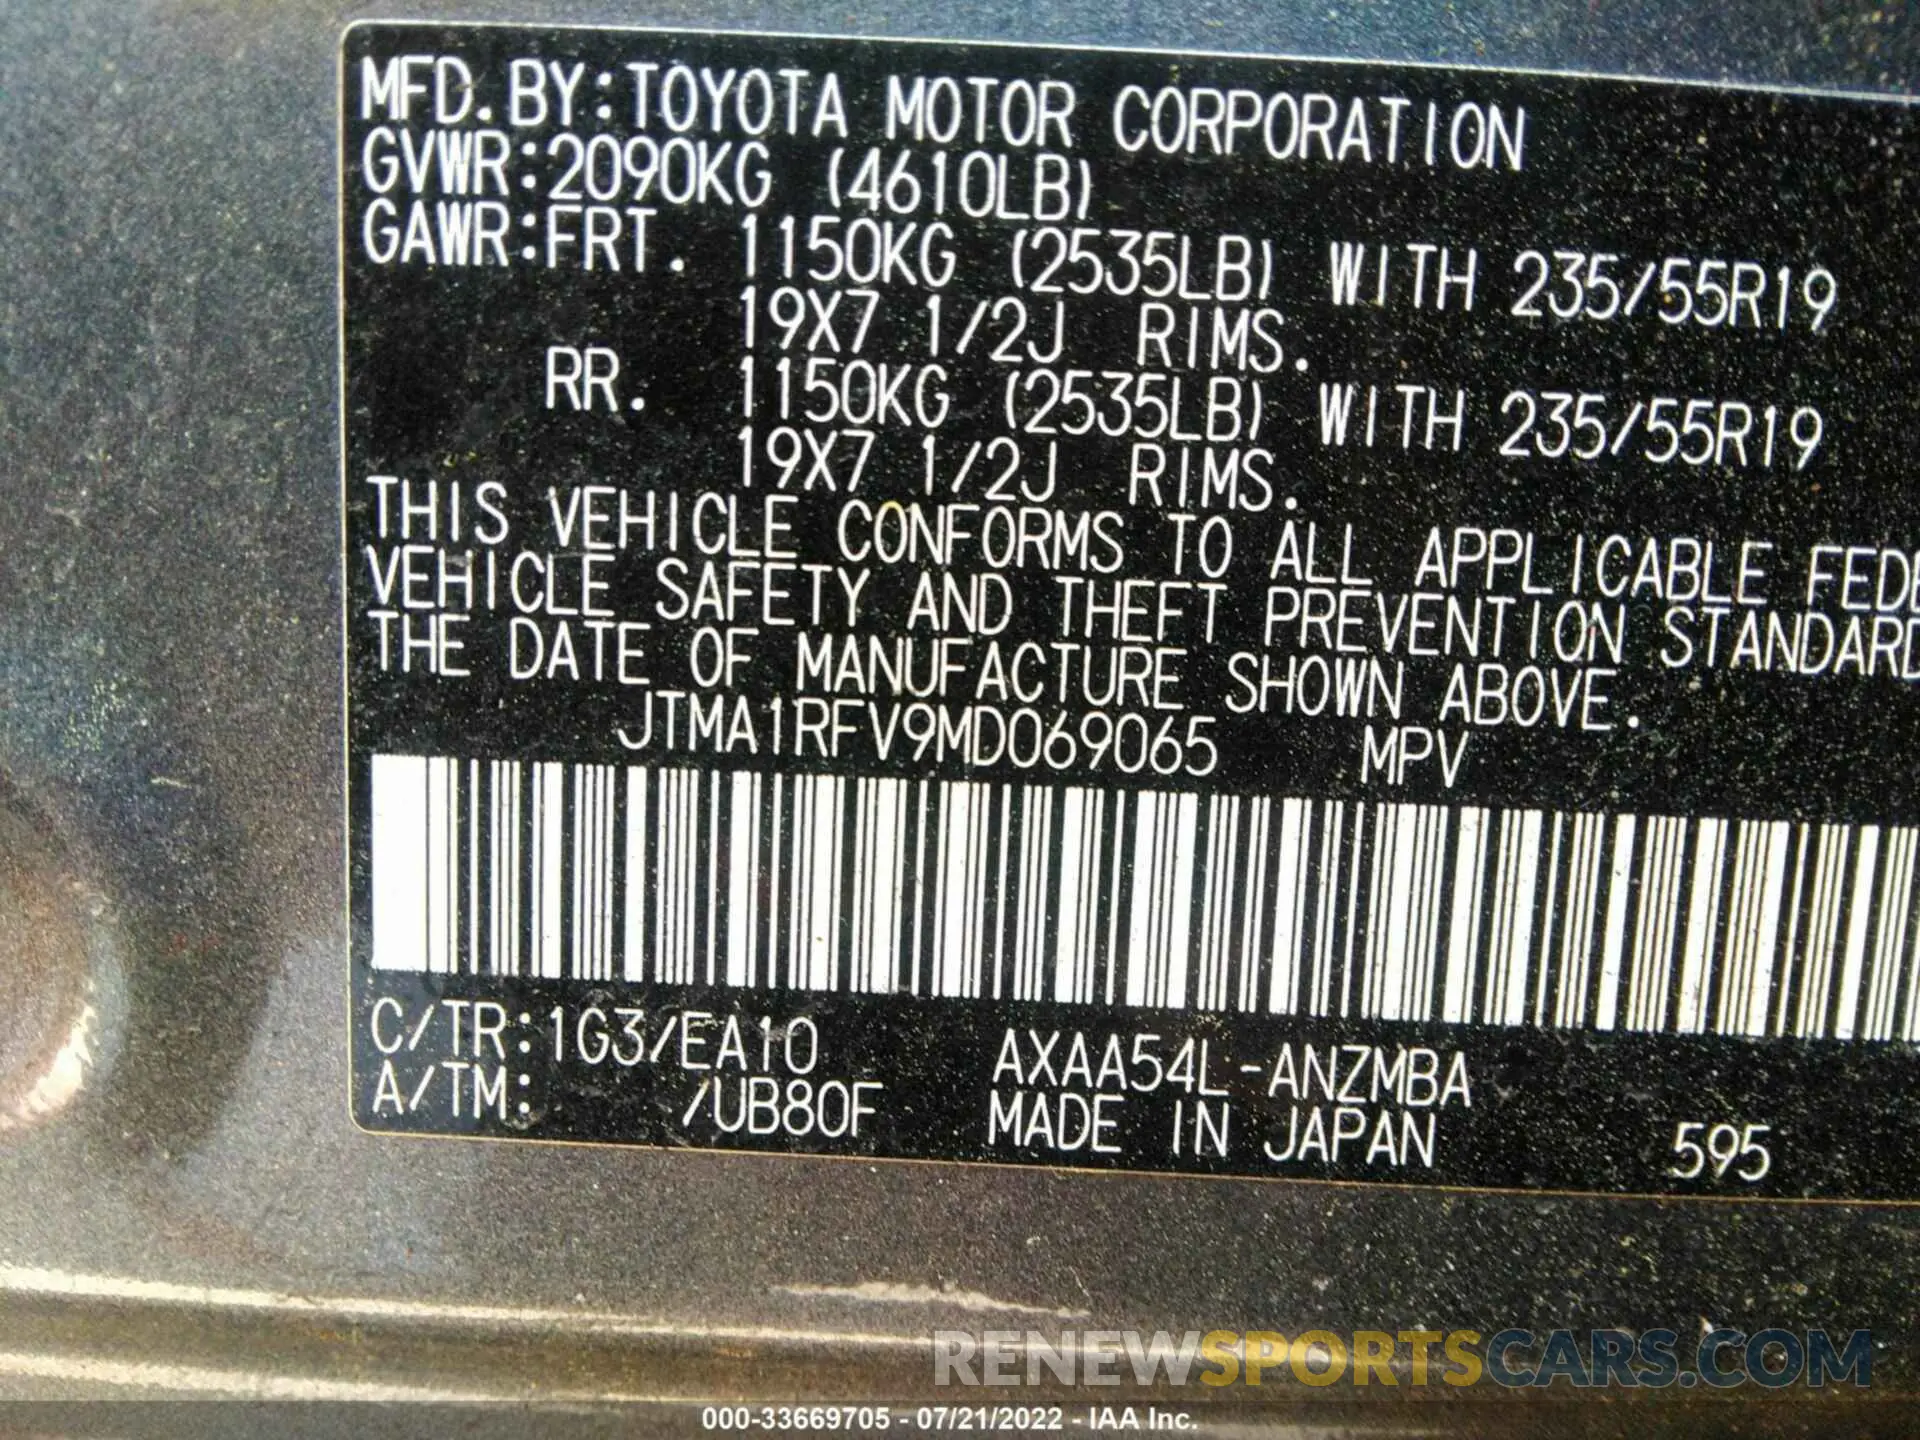 MFD.BY:TOYOTA MOTOR CORPORATION
GVWR:2090KG (4610LB)
GAWR:FRT. 1150KG (2535LB) WITH 235/55R19
19X7 1/2J RIMS.
RR. 1150KG (2535LB) WITH 235/55R19
19X7 1/2J RIMS.
THIS VEHICLE CONFORMS TO ALL APPLICABLE
VEHICLE SAFETY AND THEFT PREVENTION
THE DATE OF MANUFACTURE SHOWN ABOVE.
JTMA1RFV9MD069065 MPV
C/TR:1G3/EA10 AXAA54L-ANZMBA
A/TM: /UB80F MADE IN JAPAN 595
RENEWSPORTSCARS.COM
000-33669705 - 07/21/2022 - IAA Inc.